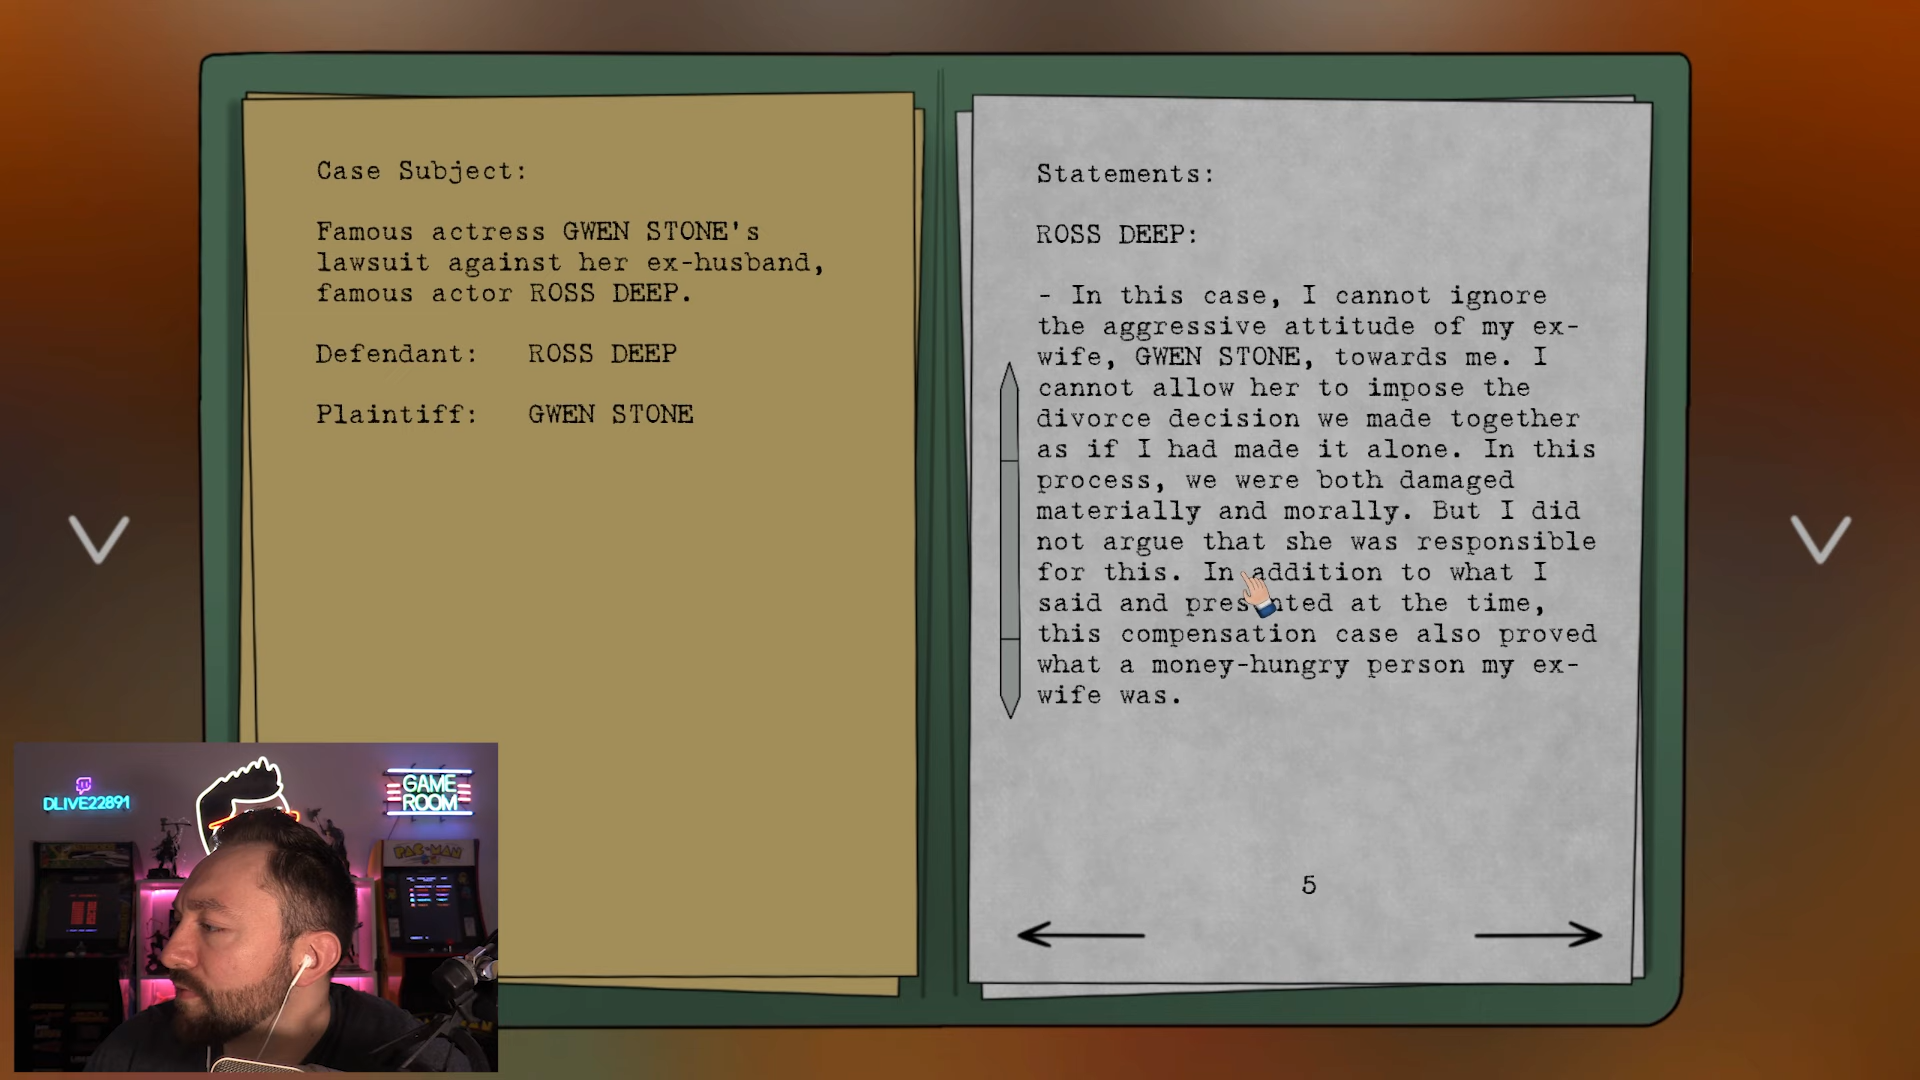 Case Subject:
Famous actress GWEN STONE's
lawsuit against her ex-husband,
famous actor ROSS DEEP.
Defendant: ROSS DEEP
Plaintiff: GWEN STONE
Statements:
ROSS DEEP:
- In this case, I cannot ignore
the aggressive attitude of my ex-
wife, GWEN STONE, towards me. I
cannot allow her to impose the
divorce decision we made together
as if I had made it alone. In this
process, we were both damaged
materially and morally. But I did
not argue that she was responsible
for this. In addition to what I
said and presented at the time,
this compensation case also proved
what a money-hungry person my ex-
wife was.
5
DLIVE22891
GAME
ROOM
PAC-MAN